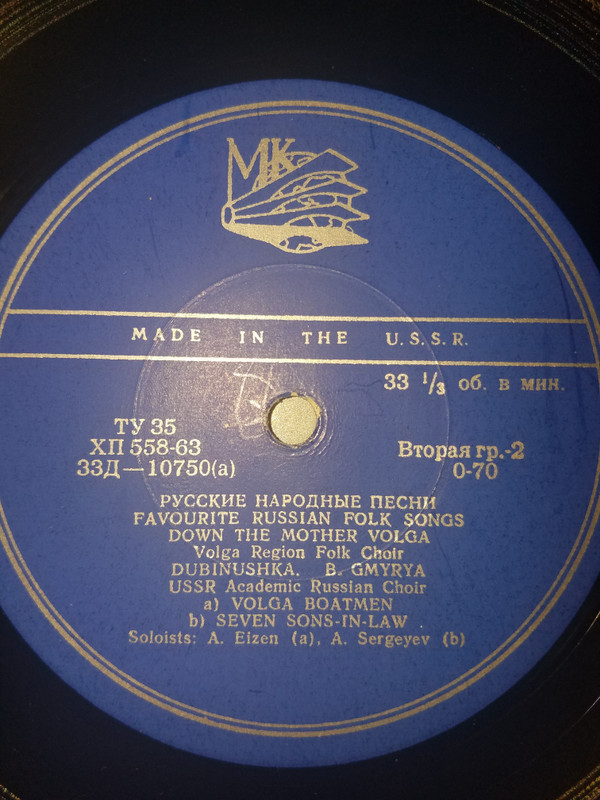 МК
MADE IN THE U.S.S.R.
33 1/3 об. в мин.
ТУ 35
ХП 558-63
33Д—10750(а)
Вторая гр.-2
0-70
РУССКИЕ НАРОДНЫЕ ПЕСНИ
FAVOURITE RUSSIAN FOLK SONGS
DOWN THE MOTHER VOLGA
Volga Region Folk Choir
DUBINUSHKA. B. GMYRYA
USSR Academic Russian Choir
a) VOLGA BOATMEN
b) SEVEN SONS-IN-LAW
Soloists: A. Eizen (a), A. Sergeyev (b)